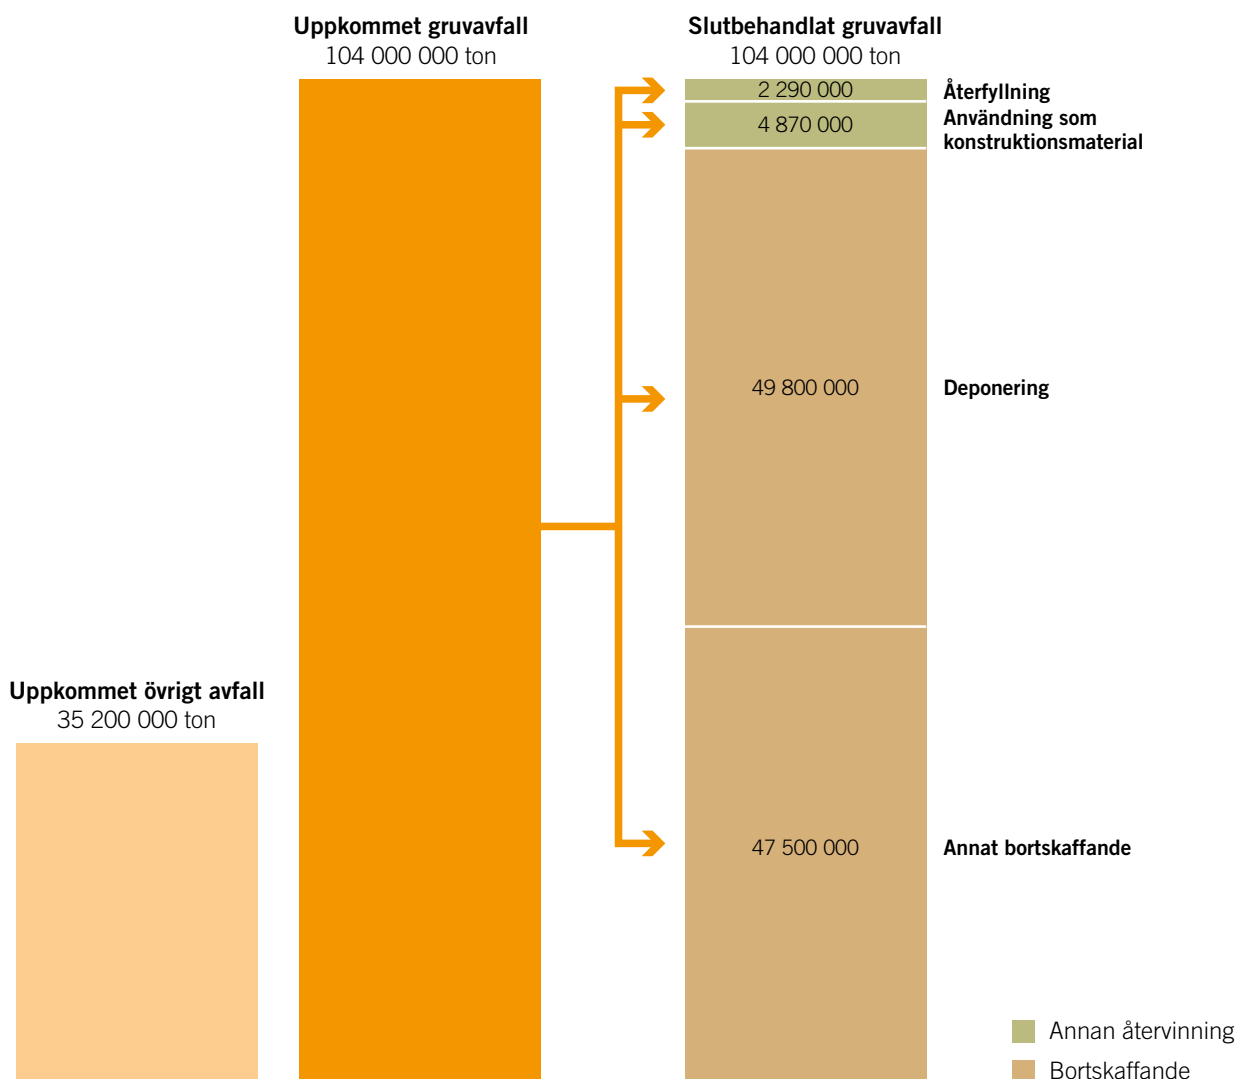 Uppkommet gruvavfall
104 000 000 ton
Slutbehandlat gruvavfall
104 000 000 ton
2 290 000
Återfyllning
4 870 000
Användning som
konstruktionsmaterial
49 800 000
Deponering
Uppkommet övrigt avfall
35 200 000 ton
47 500 000
Annat bortskaffande
Annan återvinning
Bortskaffande